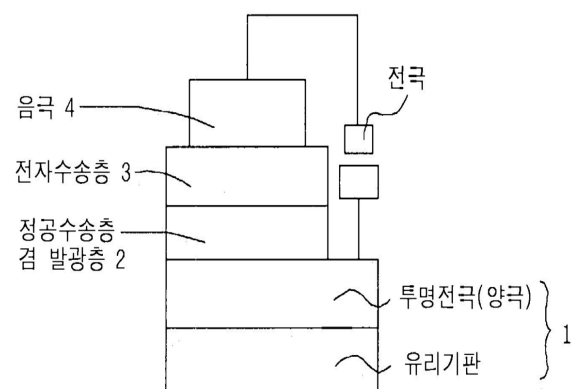 전극
음극 4
전자수송층 3
정공수송층
겸 발광층 2
투명전극(양극)
1
유리기판